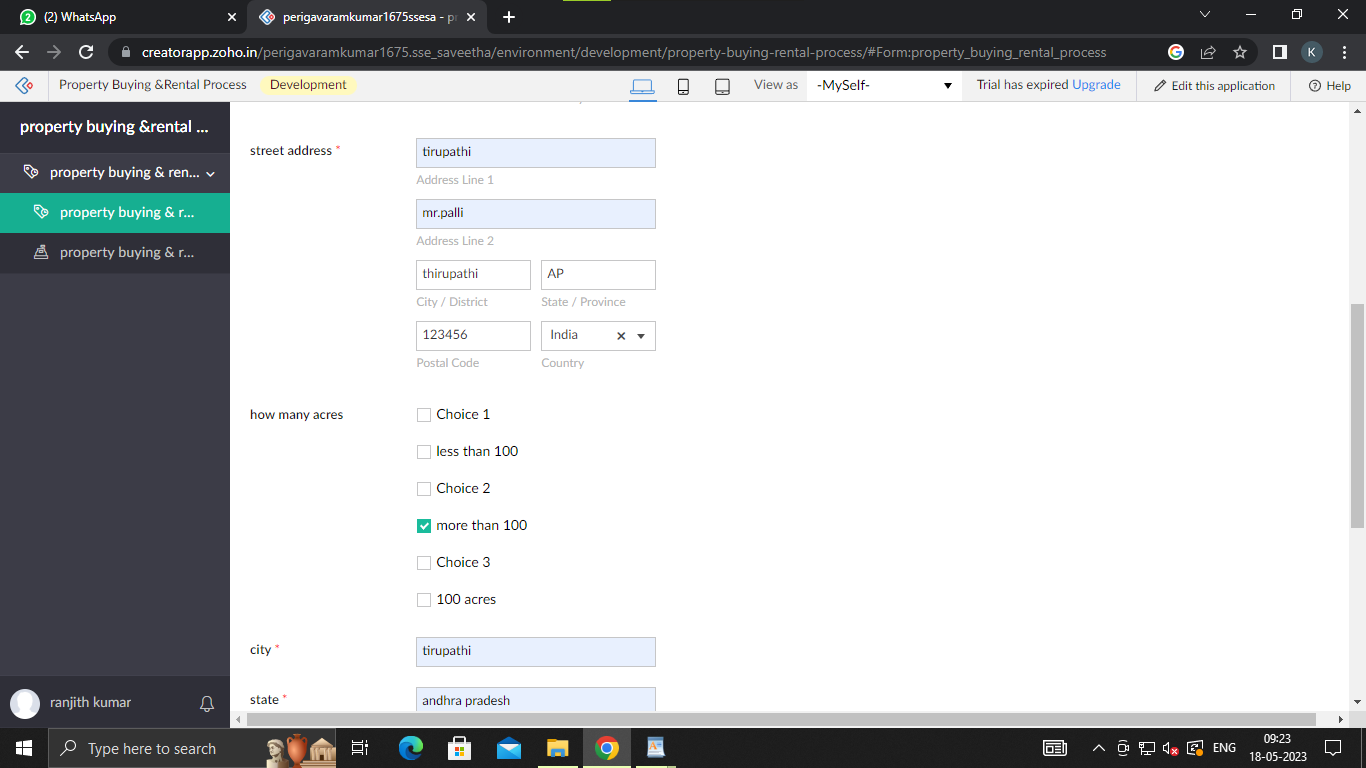 (2) WhatsApp
perigavaramkumar1675ssesa - pr
creatorapp.zoho.in/perigavaramkumar1675.sse_saveetha/environment/development/property-buying-rental-process/#Form:property_buying_rental_process
K
Property Buying &Rental Process
Development
View as
-MySelf-
Trial has expired Upgrade
Edit this application
Help
property buying &rental ...
property buying & ren...
property buying & r...
property buying & r...
ranjith kumar
street address *
tirupathi
Address Line 1
mr.palli
Address Line 2
thirupathi AP
City / District State / Province
123456 India
Postal Code Country
how many acres
Choice 1
less than 100
Choice 2
more than 100
Choice 3
100 acres
city *
tirupathi
state *
andhra pradesh
Type here to search
ENG
09:23
18-05-2023